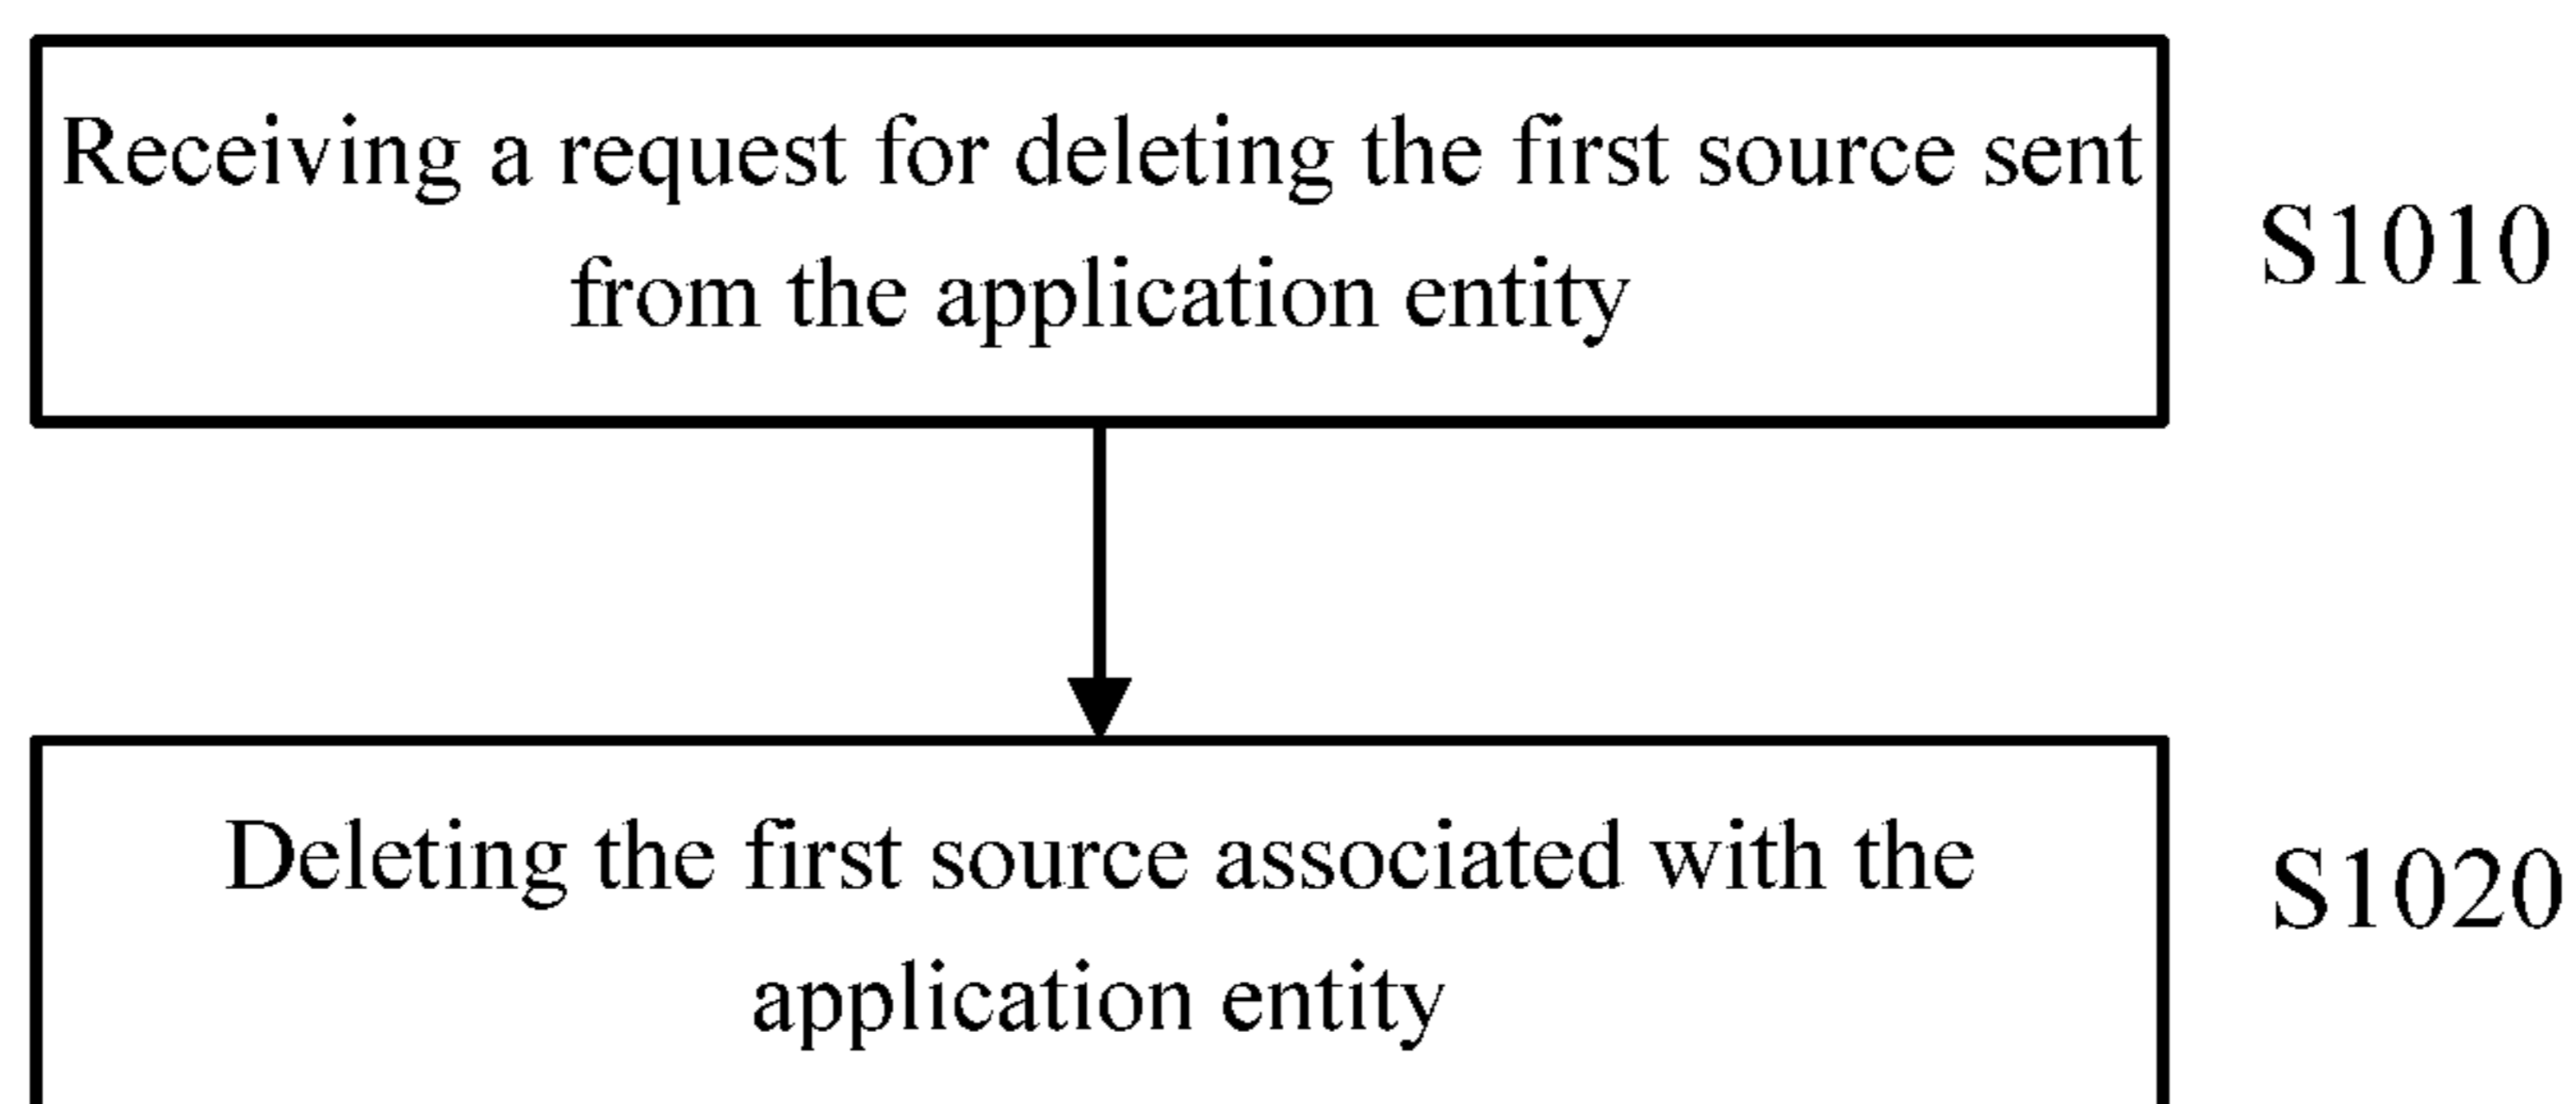 Receiving a request for deleting the first source sent
from the application entity
S1010
Deleting the first source associated with the
application entity
S1020